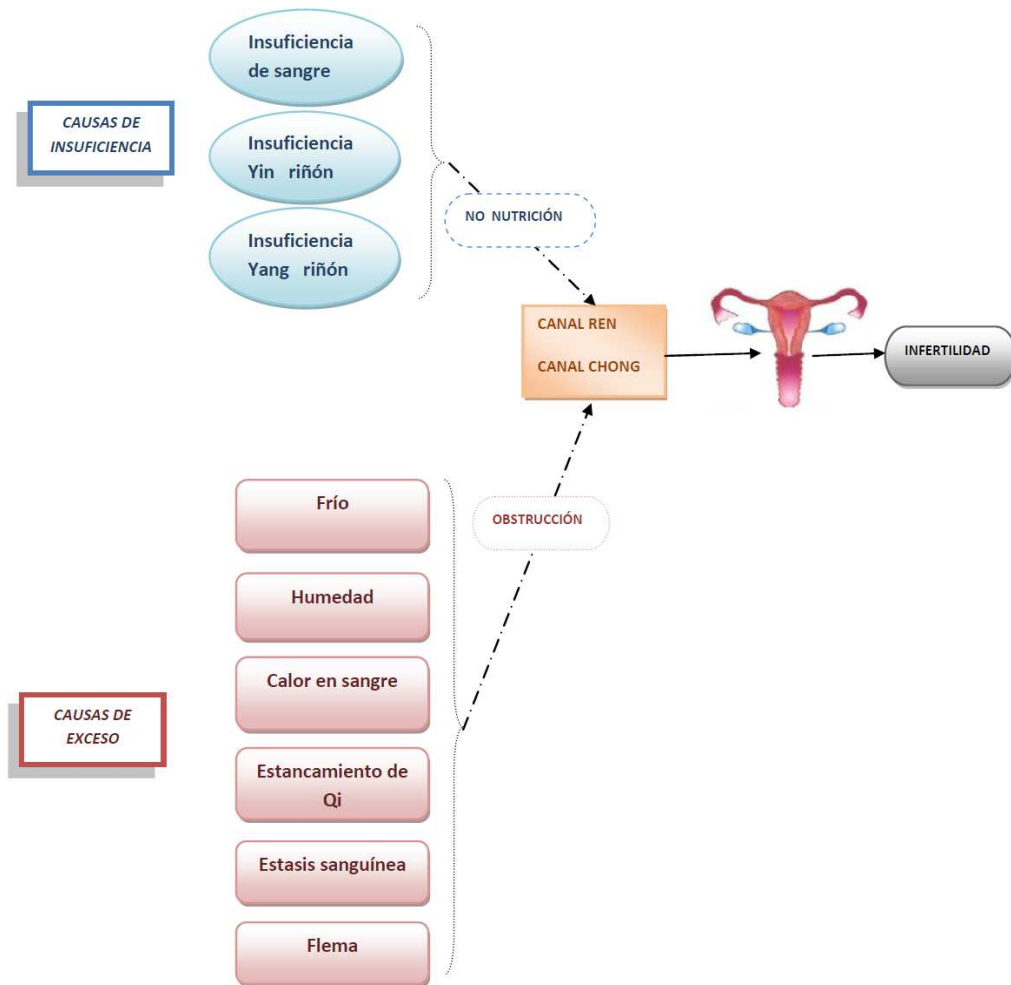 CAUSAS DE
INSUFICIENCIA
Insuficiencia
de sangre
Insuficiencia
Yin riñón
Insuficiencia
Yang riñón
NO NUTRICIÓN
CANAL REN
CANAL CHONG
INFERTILIDAD
CAUSAS DE
EXCESO
Frío
Humedad
Calor en sangre
Estancamiento de
Qi
Estasis sanguínea
Flema
OBSTRUCCIÓN